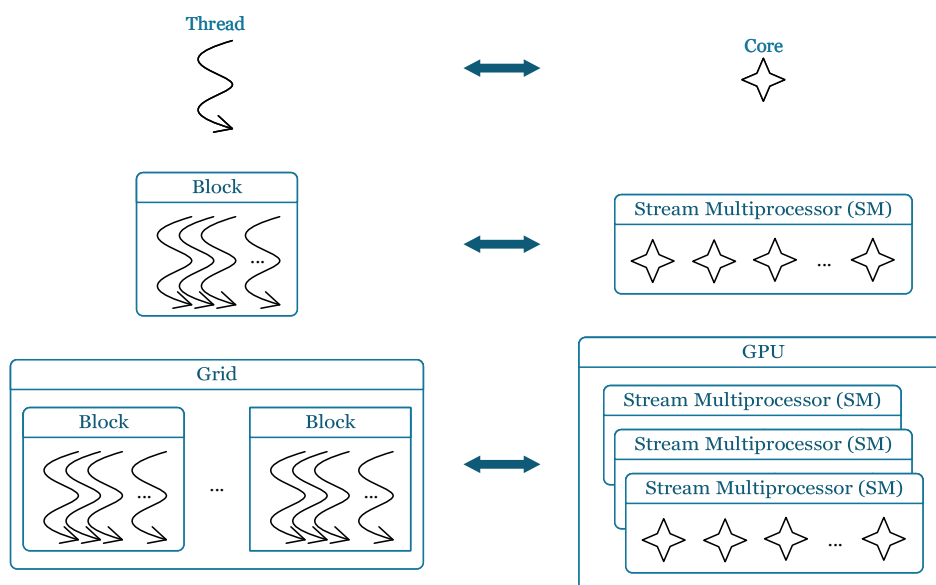 Thread
Core
Block
...
Stream Multiprocessor (SM)
...
Grid
Block
...
...
Block
...
GPU
Stream Multiprocessor (SM)
Stream Multiprocessor (SM)
Stream Multiprocessor (SM)
...